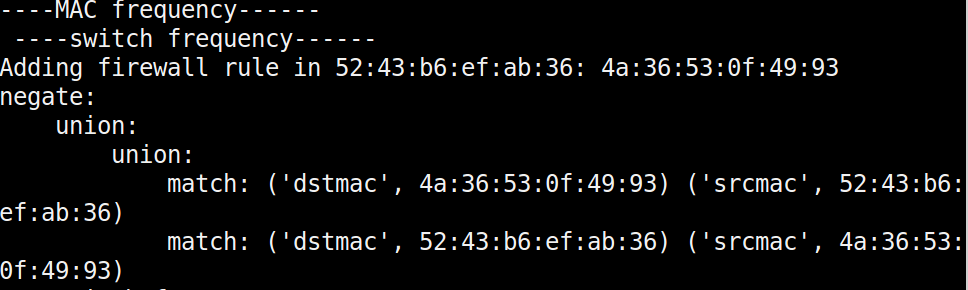 ----MAC frequency------
----switch frequency------
Adding firewall rule in 52:43:b6:ef:ab:36: 4a:36:53:0f:49:93
negate:
union:
union:
match: ('dstmac', 4a:36:53:0f:49:93) ('srcmac', 52:43:b6:
ef:ab:36)
match: ('dstmac', 52:43:b6:ef:ab:36) ('srcmac', 4a:36:53:
0f:49:93)